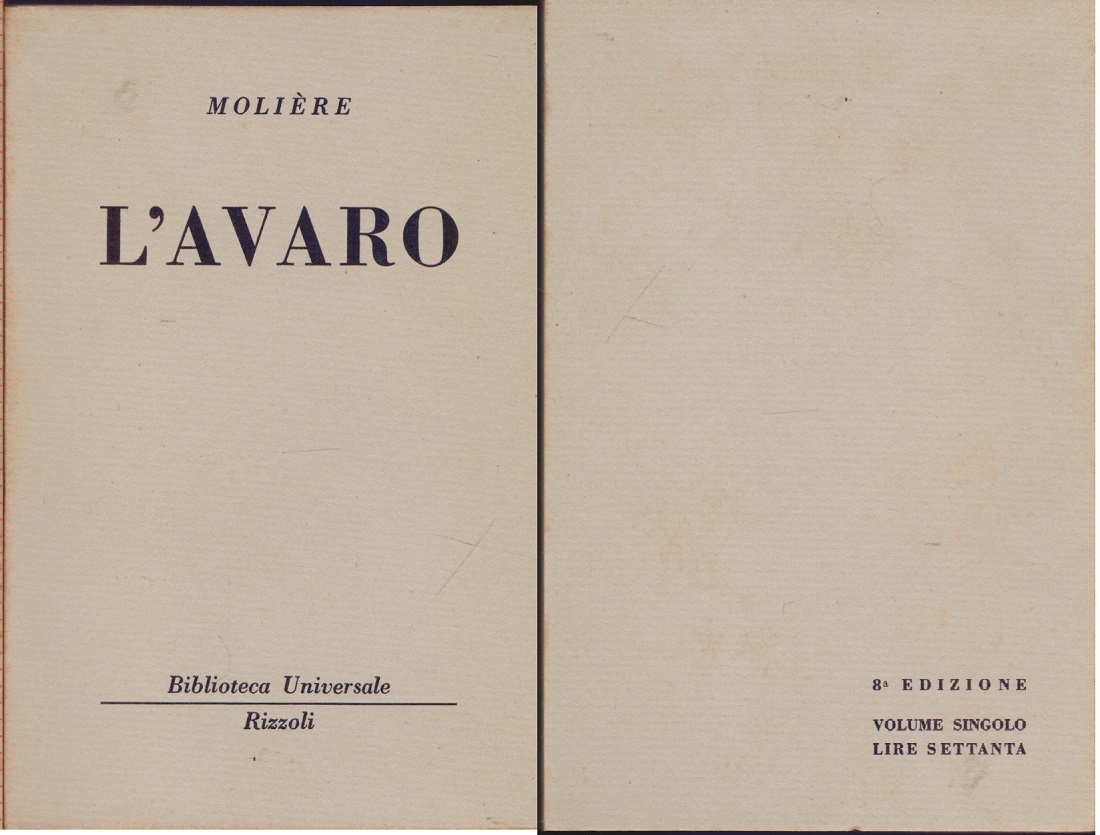 MOLIÈRE
L'AVARO
Biblioteca Universale
Rizzoli
8ª EDIZIONE
VOLUME SINGOLO
LIRE SETTANTA